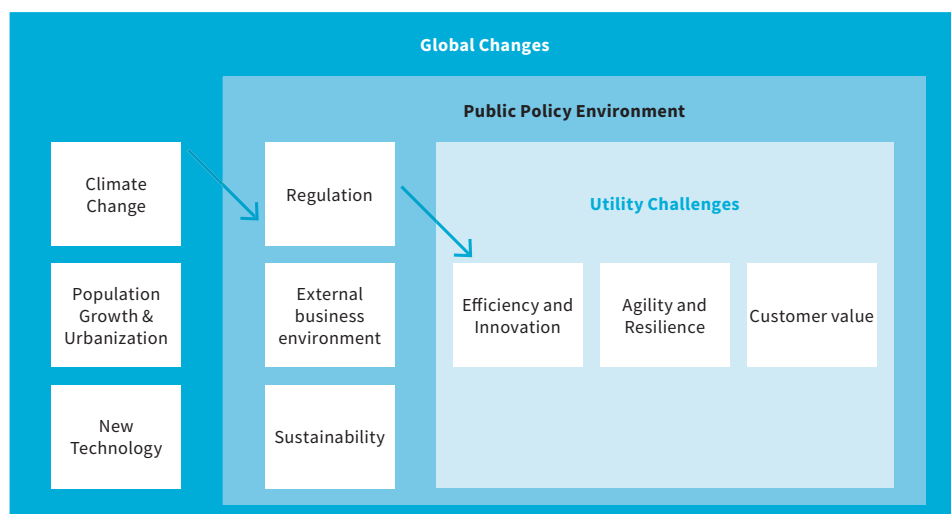 Global Changes
Public Policy Environment
Climate
Change
Population
Growth &
Urbanization
New
Technology
Regulation
External
business
environment
Sustainability
Utility Challenges
Efficiency and
Innovation
Agility and
Resilience
Customer value